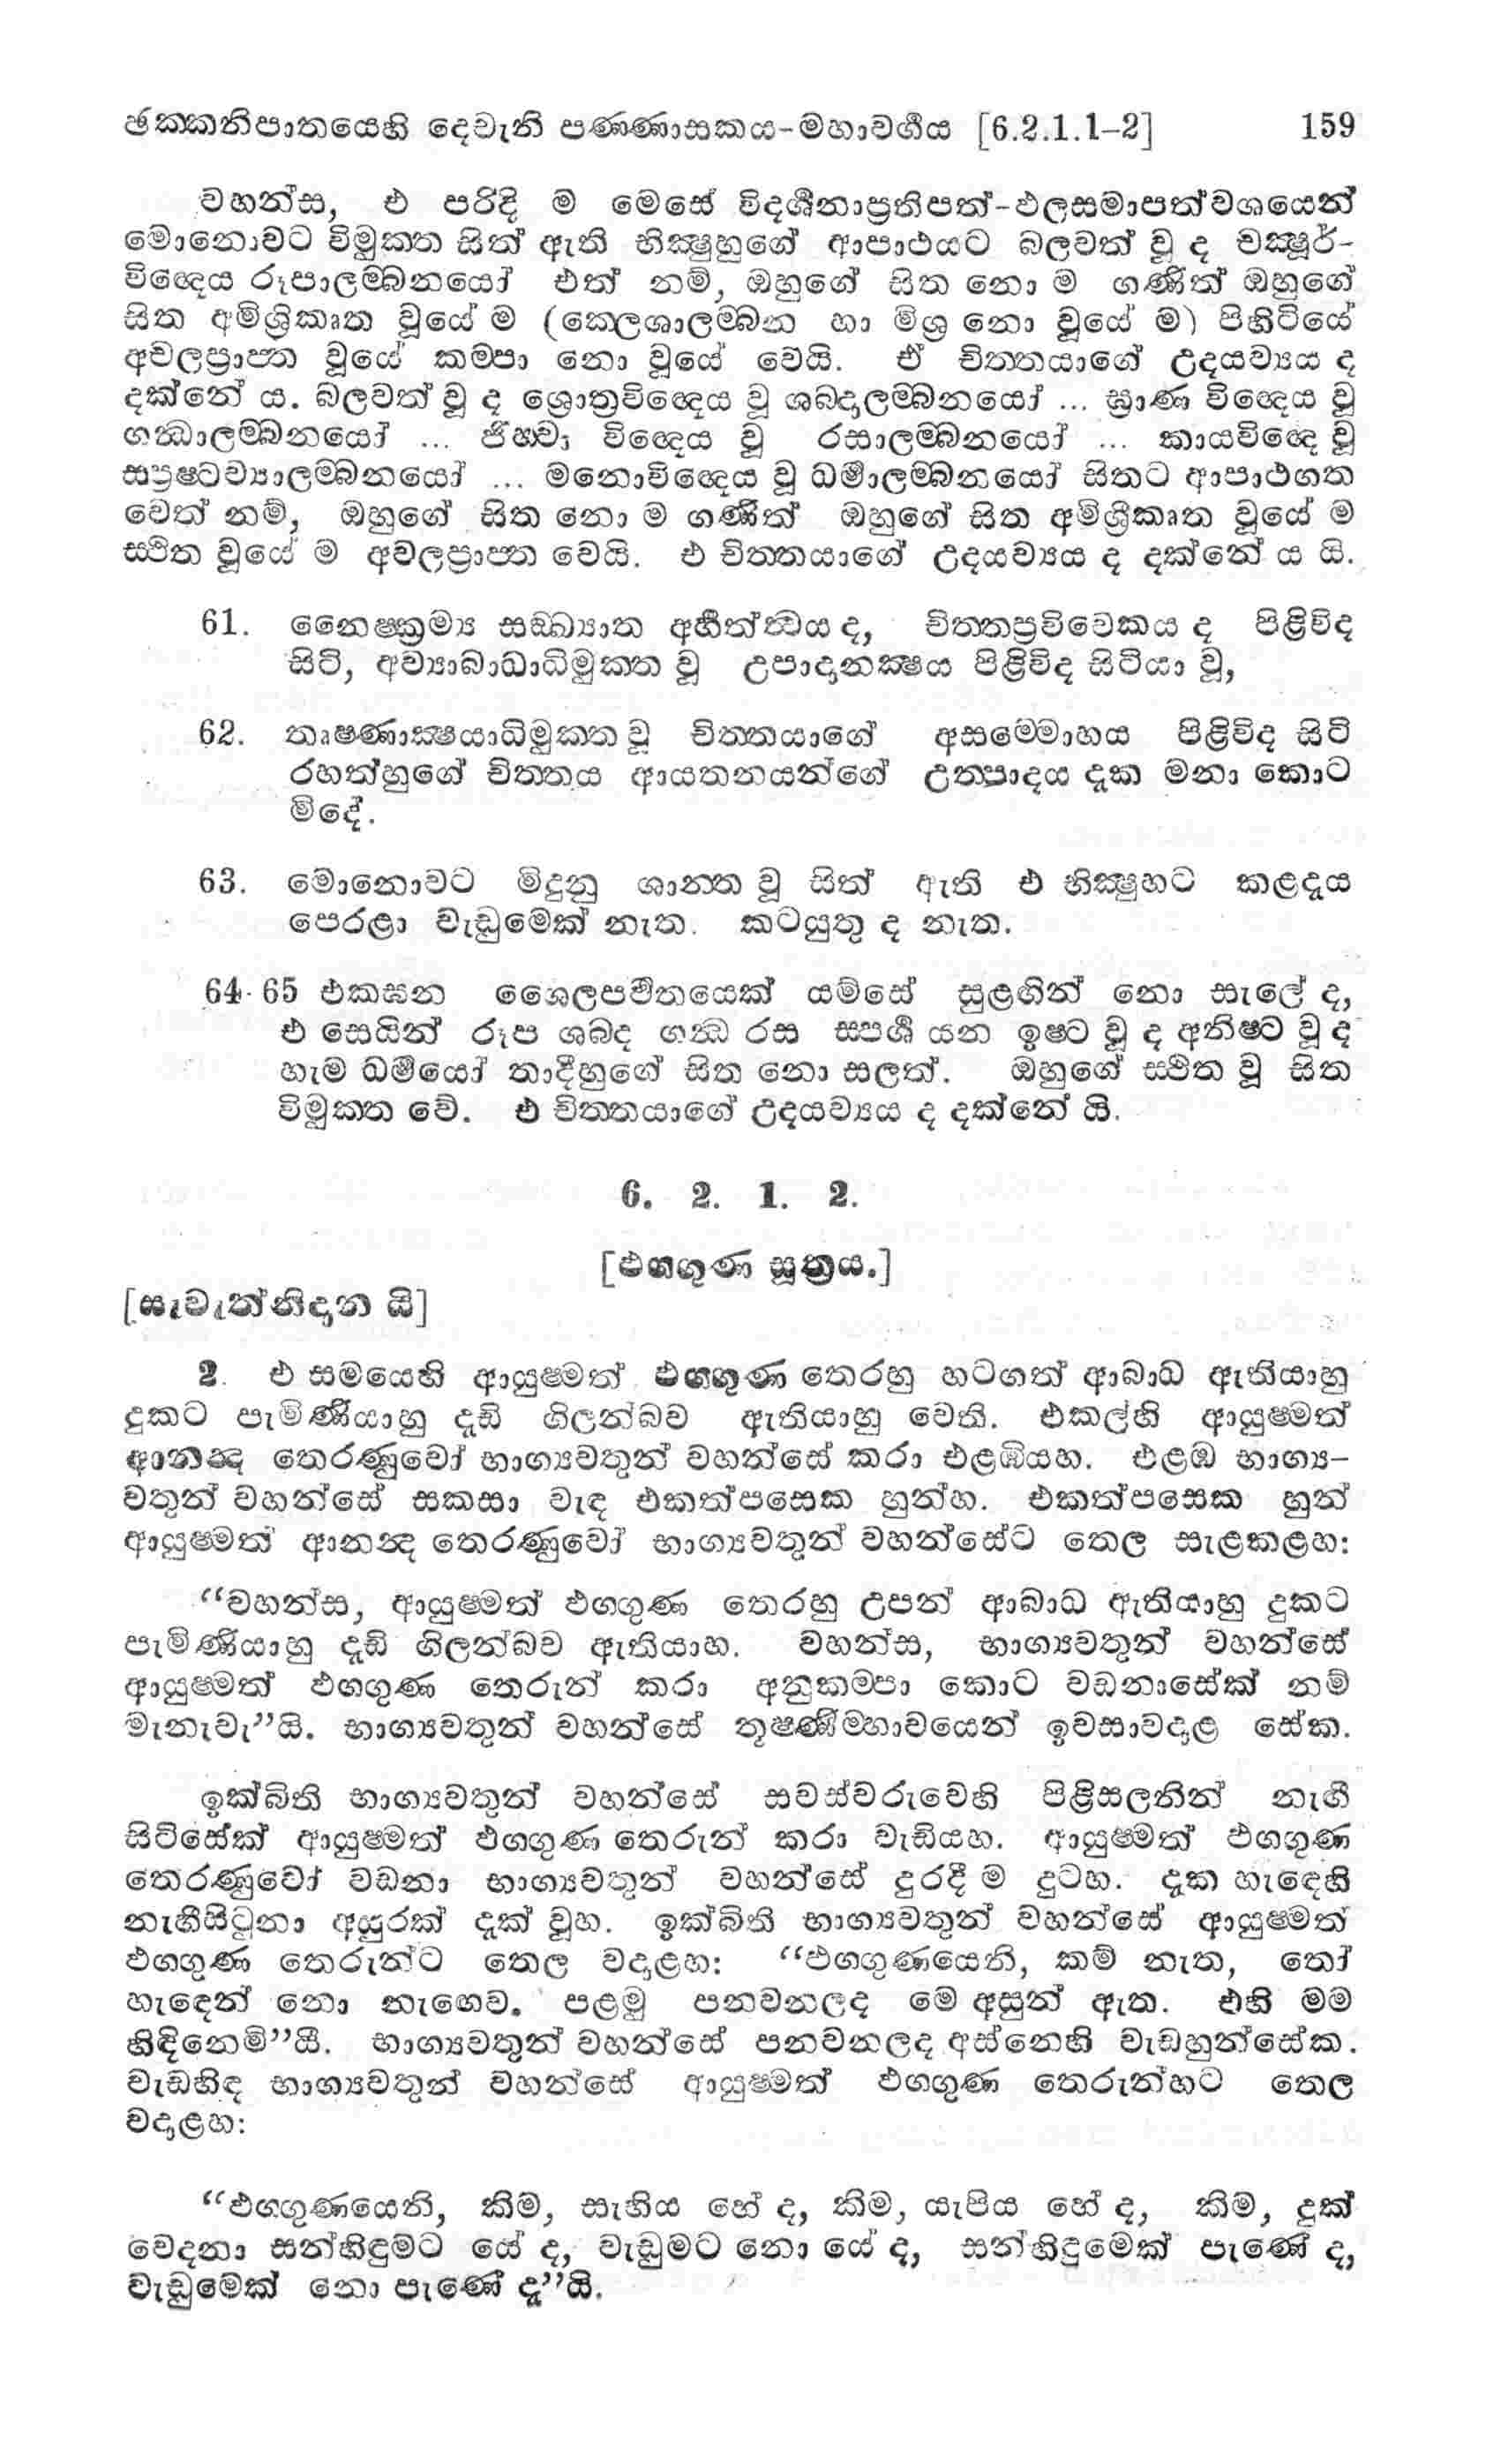 ඡක්කනිපාතයෙහි දෙවැනි පණ්ණාසකය-මහාවර්‍ගය [6.2.1.1-2] 159
වහන්ස, එ පරිදි ම මෙසේ විදර්‍ශනාප්‍රතිපත්-ඵලසමාපත්වශයෙන්
මොනොවට විමුක්ත සිත් ඇති භික්‍ෂුහුගේ ආපාථයට බලවත් වූ ද චක්‍ෂුර්-
විඥෙය රූපාලම්බනයෝ එත් නම්, ඔහුගේ සිත නො ම ගණිත් ඔහුගේ
සිත අමිශ්‍රිකෘත වූයේ ම (කෙලශාලම්බන හා මිශ්‍ර නො වූයේ ම) පිහිටියේ
අචලප්‍රාප්ත වූයේ කම්පා නො වූයේ වෙයි. ඒ චිත්තයාගේ උදයව්‍යය ද
දක්නේ ය. බලවත් වූ ද ශ්‍රොත්‍රවිඥෙය වූ ශබ්දාලම්බනයෝ ... ඝ්‍රාණ විඥෙය වූ
ගන්‍ධාලම්බනයෝ ... ජිහ්වා විඥෙය වූ රසාලම්බනයෝ ... කායවිඥෙ වූ
ස්ප්‍රෂ්ටව්‍යාලම්බනයෝ ... මනොවිඥෙය වූ ධර්‍මාලම්බනයෝ සිතට ආපාථගත
වෙත් නම්, ඔහුගේ සිත නො ම ගණිත් ඔහුගේ සිත අමිශ්‍රීකෘත වූයේ ම
ස්ථිත වූයේ ම අචලප්‍රාප්ත වෙයි. එ චිත්තයාගේ උදයව්‍යය ද දක්නේ ය යි.
61. නෛෂ්ක්‍රම්‍ය සඞ්ඛ්‍යාත අර්‍හත්ත්‍වය ද, චිත්තප්‍රවිවෙකය ද පිළිවිද
සිටි, අව්‍යාබාධාධිමුක්ත වූ උපාදානක්‍ෂය පිළිවිද සිටියා වූ,
62. තෘෂ්ණාක්‍ෂයාධිමුක්ත වූ චිත්තයාගේ අසම්මොහය පිළිවිද සිටි
රහත්හුගේ චිත්තය ආයතනයන්ගේ උත්පාදය දැක මනා කොට
මිදේ.
63. මොනොවට මිදුනු ශාන්ත වූ සිත් ඇති එ භික්‍ෂුහට කළදැය
පෙරළා වැඩුමෙක් නැත. කටයුතු ද නැත.
64-65 එකඝන ශෛලපර්‍වතයෙක් යම්සේ සුළඟින් නො සැලේ ද,
එ සෙයින් රූප ශබ්ද ගන්‍ධ රස ස්පර්‍ශ යන ඉෂ්ට වූ ද අනිෂ්ට වූ ද
හැම ධර්‍මයෝ තාදීහුගේ සිත නො සලත්. ඔහුගේ ස්ථිත වූ සිත
විමුක්ත වේ. එ චිත්තයාගේ උදයව්‍යය ද දක්නේ යි.
6. 2. 1. 2.
[ඵග්ගුණ සූත්‍රය.]
[සැවැත්නිදාන යි]
2. එ සමයෙහි ආයුෂ්මත් ඵග්ගුණ තෙරහු හටගත් ආබාධ ඇතියාහු
දුකට පැමිණියාහු දැඩි ගිලන්බව ඇතියාහු වෙති. එකල්හි ආයුෂ්මත්
ආනන්‍ද තෙරණුවෝ භාග්‍යවතුන් වහන්සේ කරා එළඹියහ. එළඹ භාග්‍ය-
වතුන් වහන්සේ සකසා වැඳ එකත්පසෙක හුන්හ. එකත්පසෙක හුන්
ආයුෂ්මත් ආනන්‍ද තෙරණුවෝ භාග්‍යවතුන් වහන්සේට තෙල සැළකළහ:
“වහන්ස, ආයුෂ්මත් ඵග්ගුණ තෙරහු උපන් ආබාධ ඇතියාහු දුකට
පැමිණියාහු දැඩි ගිලන්බව ඇතියාහ. වහන්ස, භාග්‍යවතුන් වහන්සේ
ආයුෂ්මත් ඵග්ගුණ තෙරුන් කරා අනුකම්පා කොට වඩනාසේක් නම්
මැනැවැ”යි. භාග්‍යවතුන් වහන්සේ තූෂ්ණීම්භාවයෙන් ඉවසාවදාළ සේක.
ඉක්බිති භාග්‍යවතුන් වහන්සේ සවස්වරුවෙහි පිළිසලනින් නැඟී
සිටිසේක් ආයුෂ්මත් ඵග්ගුණ තෙරුන් කරා වැඩියහ. ආයුෂ්මත් ඵග්ගුණ
තෙරණුවෝ වඩනා භාග්‍යවතුන් වහන්සේ දුරදී ම දුටහ. දැක හැඳෙහි
නැඟීසිටුනා අයුරක් දැක් වූහ. ඉක්බිති භාග්‍යවතුන් වහන්සේ ආයුෂ්මත්
ඵග්ගුණ තෙරුන්ට තෙල වදාළහ: “ඵග්ගුණයෙනි, කම් නැත, තෝ
හැඳෙන් නො නැඟෙව. පළමු පනවනලද මෙ අසුන් ඇත. එහි මම
හිඳිනෙමි”යී. භාග්‍යවතුන් වහන්සේ පනවනලද අස්නෙහි වැඩහුන්සේක.
වැඩහිඳ භාග්‍යවතුන් වහන්සේ ආයුෂ්මත් ඵග්ගුණ තෙරුන්හට තෙල
වදාළහ:
“ඵග්ගුණයෙනි, කිම, සැහිය හේ ද, කිම, යැපිය හේ ද, කිම, දුක්
වෙදනා සන්හිඳුම්ට යේ ද, වැඩුමට නො යේ ද, සන්හිඳුමෙක් පැණේ ද,
වැඩුමෙක් නො පැණේ දැ”යි.